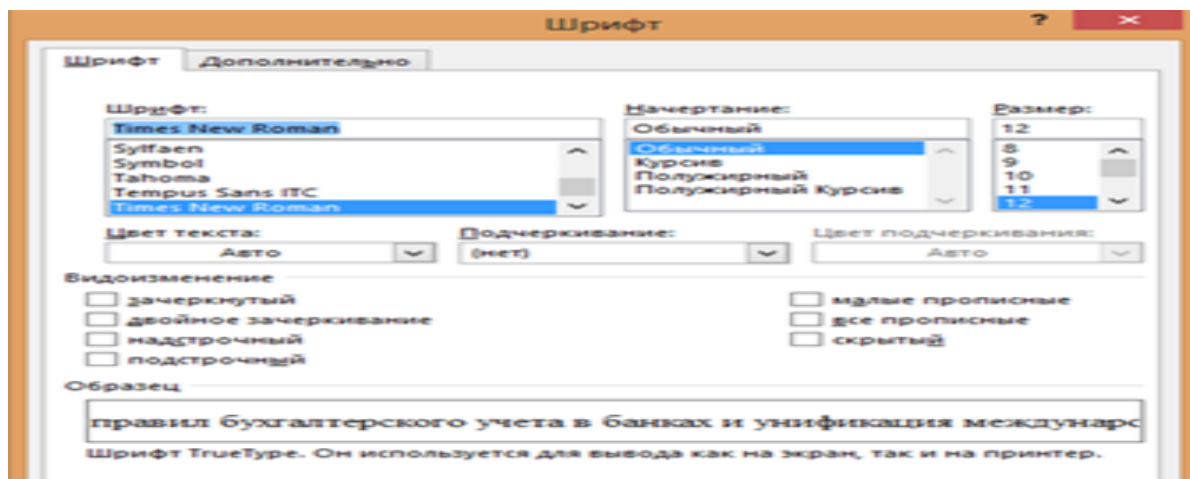 Шрифт ?
Шрифт Дополнительно
Шрифт: Начертание: Размер:
Times New Roman Обычный 12
Sylfaen Обычный 8
Symbol Курсив 9
Tahoma Полужирный 10
Tempus Sans ITC Полужирный Курсив 11
Times New Roman 12
Цвет текста: Подчеркивание: Цвет подчеркивания:
Авто (нет) Авто
Видоизменение
зачеркнутый малые прописные
двойное зачеркивание все прописные
надстрочный скрытый
подстрочный
Образец
правил бухгалтерского учета в банках и унификация междунарс
Шрифт TrueType. Он используется для вывода как на экран, так и на принтер.